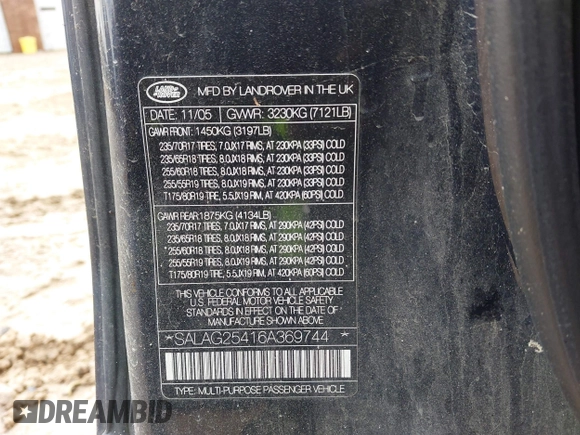 LAND ROVER
MFD BY LANDROVER IN THE UK
DATE: 11/05 GVWR: 3230KG (7121LB)
GAWR FRONT: 1450KG (3197LB)
235/70R17 TIRES, 7.0JX17 RIMS, AT 230KPA (33PSI) COLD
235/65R18 TIRES, 8.0JX18 RIMS, AT 230KPA (33PSI) COLD
255/60R18 TIRES, 8.0JX18 RIMS, AT 230KPA (33PSI) COLD
255/55R19 TIRES, 8.0JX19 RIMS, AT 230KPA (33PSI) COLD
T175/80R19 TIRE, 5.5JX19 RIM, AT 420KPA (60PSI) COLD
GAWR REAR: 1875KG (4134LB)
235/70R17 TIRES, 7.0JX17 RIMS, AT 290KPA (42PSI) COLD
235/65R18 TIRES, 8.0JX18 RIMS, AT 290KPA (42PSI) COLD
*255/60R18 TIRES, 8.0JX18 RIMS, AT 290KPA (42PSI) COLD
255/55R19 TIRES, 8.0JX19 RIMS, AT 290KPA (42PSI) COLD
T175/80R19 TIRE, 5.5JX19 RIM, AT 420KPA (60PSI) COLD
THIS VEHICLE CONFORMS TO ALL APPLICABLE
U.S. FEDERAL MOTOR VEHICLE SAFETY
STANDARDS IN EFFECT ON THE DATE OF
MANUFACTURE SHOWN ABOVE.
*SALAG25416A369744 *
TYPE: MULTI-PURPOSE PASSENGER VEHICLE
DREAMBID